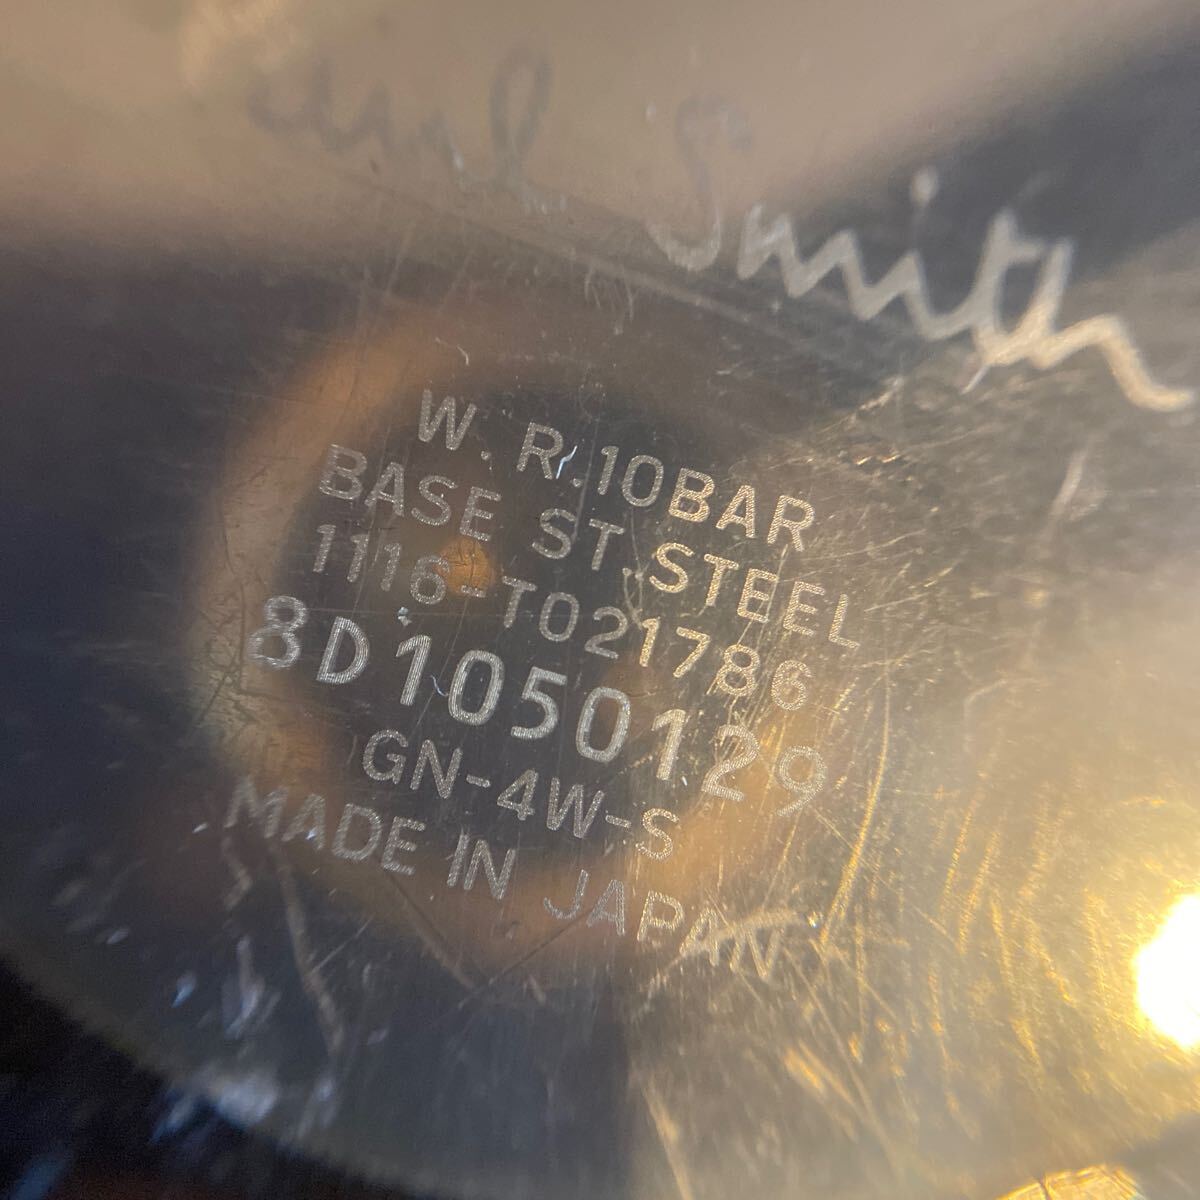 Smith
W.R.10BAR
BASE ST.STEEL
1116-T021786
8D1050129
GN-4W-S
MADE IN JAPAN